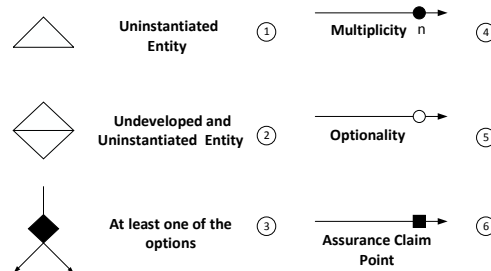 Uninstantiated
Entity
1
Multiplicity n
4
Undeveloped and
Uninstantiated Entity
2
Optionality
5
At least one of the
options
3
Assurance Claim
Point
6